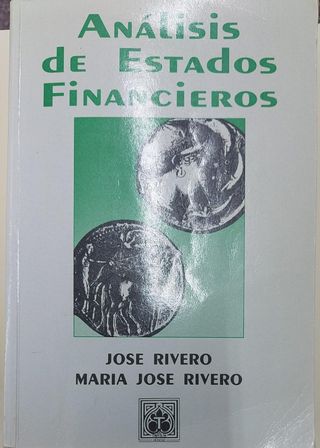 ANÁLISIS
DE ESTADOS
FINANCIEROS
JOSE RIVERO
MARIA JOSE RIVERO